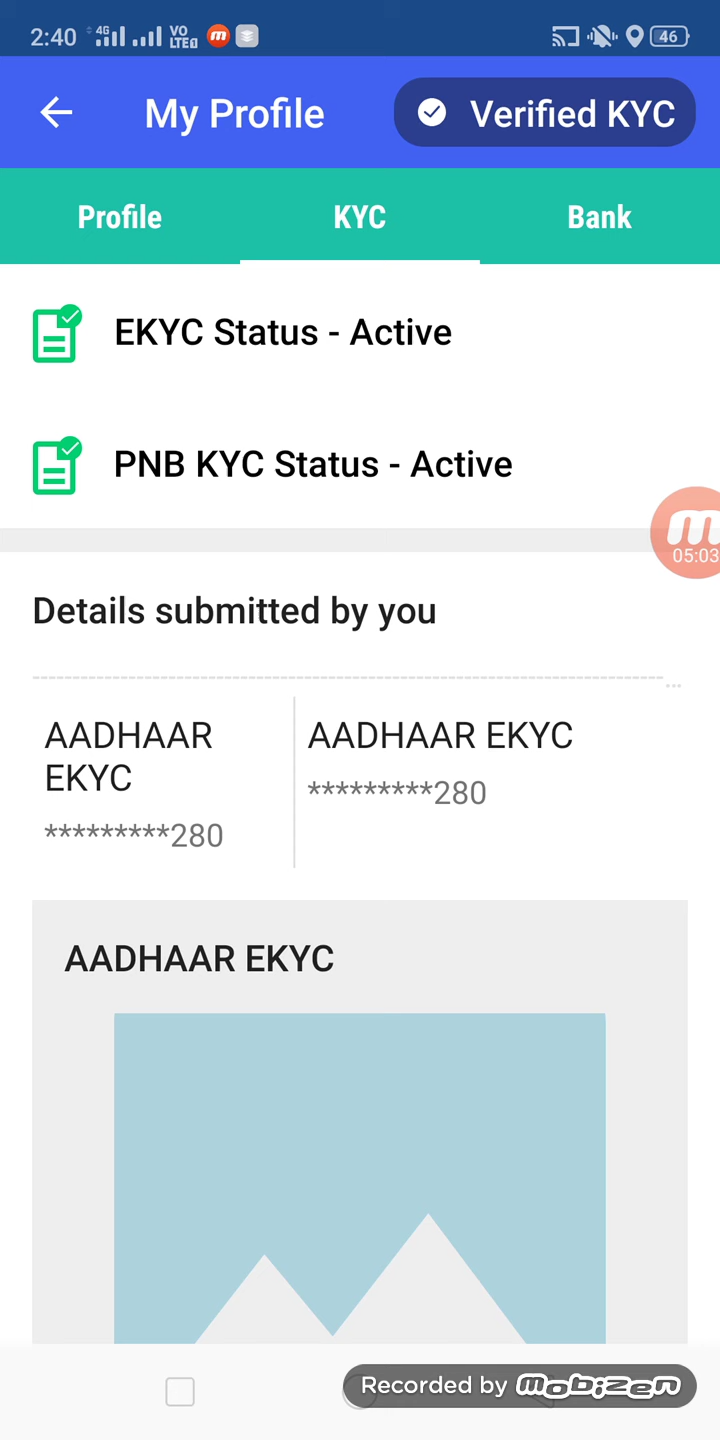 2:40 4G VO LTE 46
My Profile Verified KYC
Profile KYC Bank
EKYC Status - Active
PNB KYC Status - Active
05:03
Details submitted by you
AADHAAR EKYC
*********280
AADHAAR EKYC
*********280
AADHAAR EKYC
Recorded by mobizen